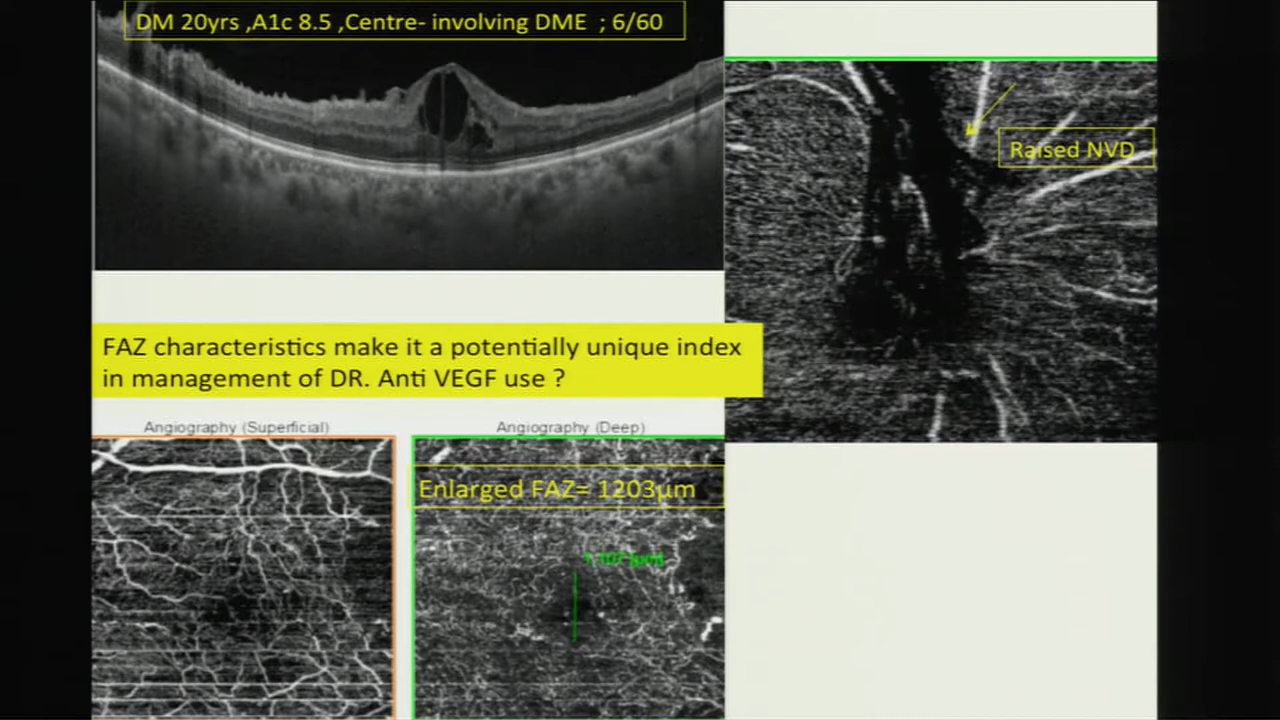 DM 20yrs ,A1c 8.5 ,Centre- involving DME ; 6/60
Raised NVD
FAZ characteristics make it a potentially unique index
in management of DR. Anti VEGF use ?
Angiography (Superficial)
Angiography (Deep)
Enlarged FAZ= 1203µm